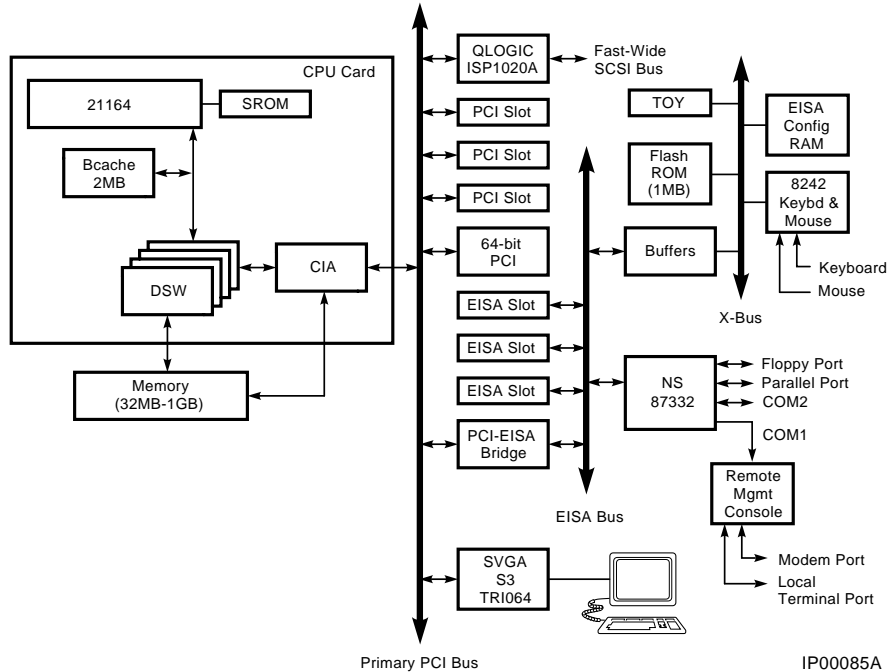 CPU Card
21164
SROM
Bcache
2MB
DSW
CIA
Memory
(32MB-1GB)
QLOGIC
ISP1020A
Fast-Wide
SCSI Bus
PCI Slot
PCI Slot
PCI Slot
64-bit
PCI
EISA Slot
EISA Slot
EISA Slot
PCI-EISA
Bridge
SVGA
S3
TRI064
Primary PCI Bus
TOY
EISA
Config
RAM
Flash
ROM
(1MB)
8242
Keybd &
Mouse
Buffers
Keyboard
Mouse
X-Bus
NS
87332
Floppy Port
Parallel Port
COM2
COM1
Remote
Mgmt
Console
EISA Bus
Modem Port
Local
Terminal Port
IP00085A